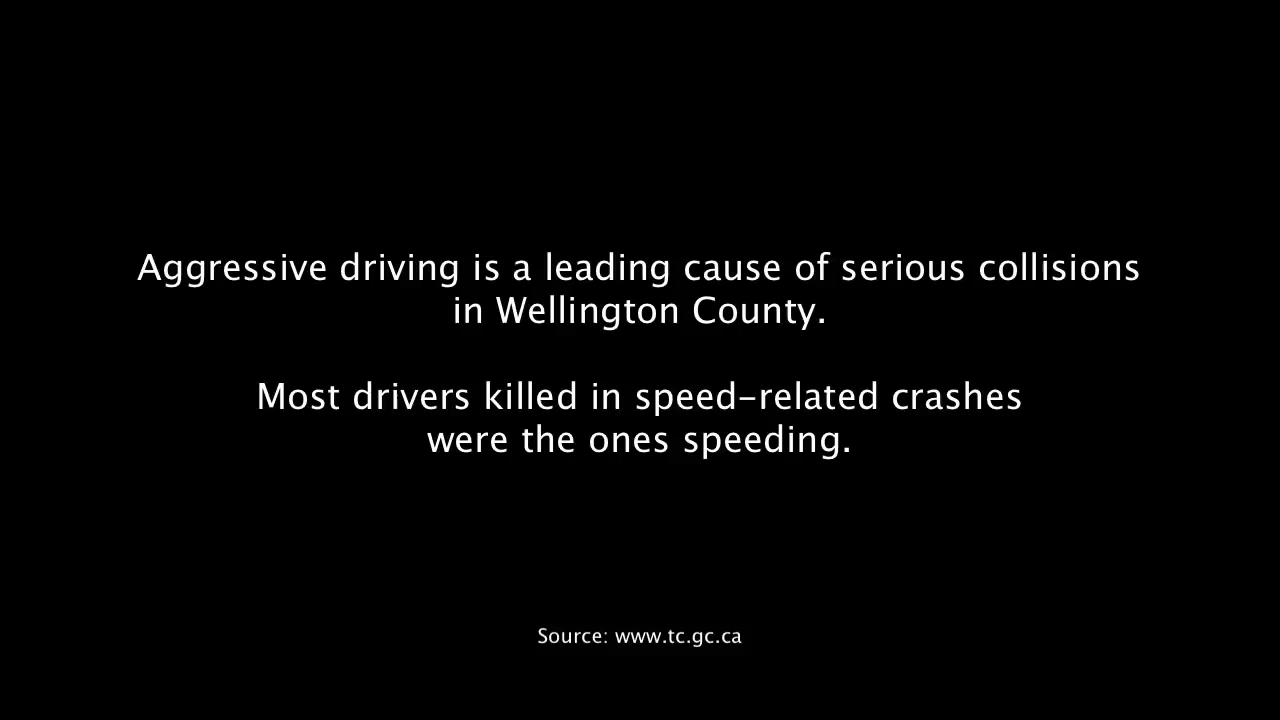 Aggressive driving is a leading cause of serious collisions
in Wellington County.
Most drivers killed in speed-related crashes
were the ones speeding.
Source: www.tc.gc.ca